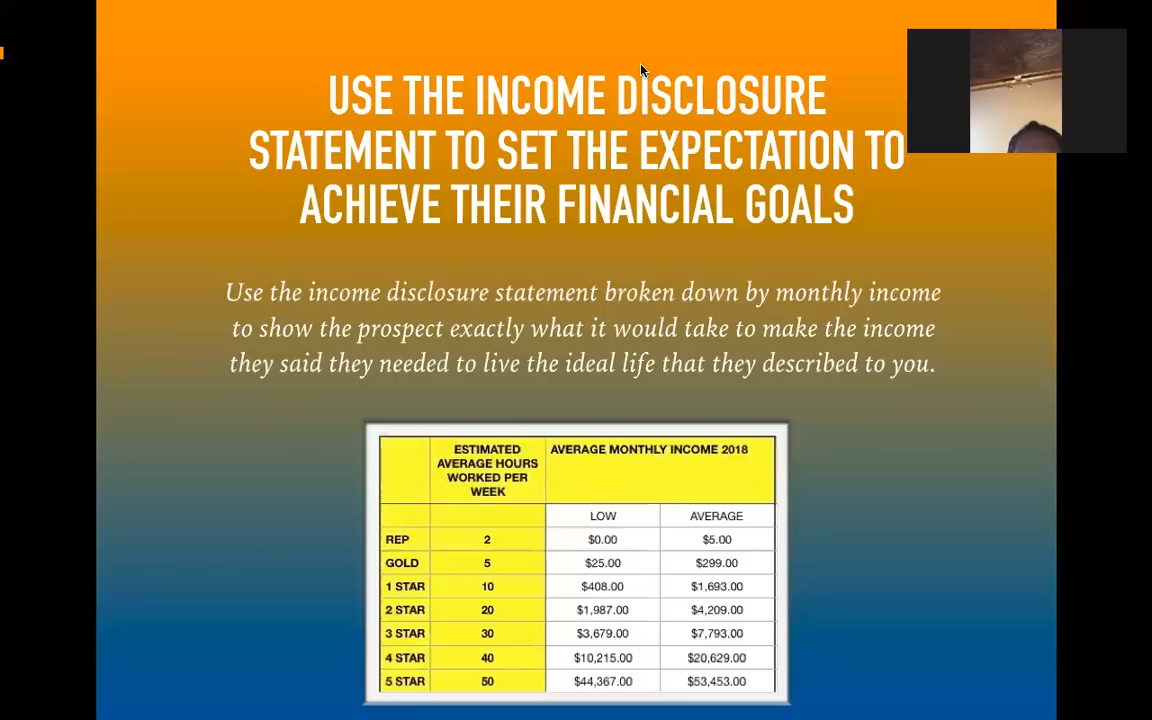 USE THE INCOME DISCLOSURE
STATEMENT TO SET THE EXPECTATION TO
ACHIEVE THEIR FINANCIAL GOALS
Use the income disclosure statement broken down by monthly income
to show the prospect exactly what it would take to make the income
they said they needed to live the ideal life that they described to you.
ESTIMATED AVERAGE MONTHLY INCOME 2018
AVERAGE HOURS
WORKED PER
WEEK
LOW AVERAGE
REP 2 $0.00 $5.00
GOLD 5 $25.00 $299.00
1 STAR 10 $408.00 $1,693.00
2 STAR 20 $1,987.00 $4,209.00
3 STAR 30 $3,679.00 $7,793.00
4 STAR 40 $10,215.00 $20,629.00
5 STAR 50 $44,367.00 $53,453.00